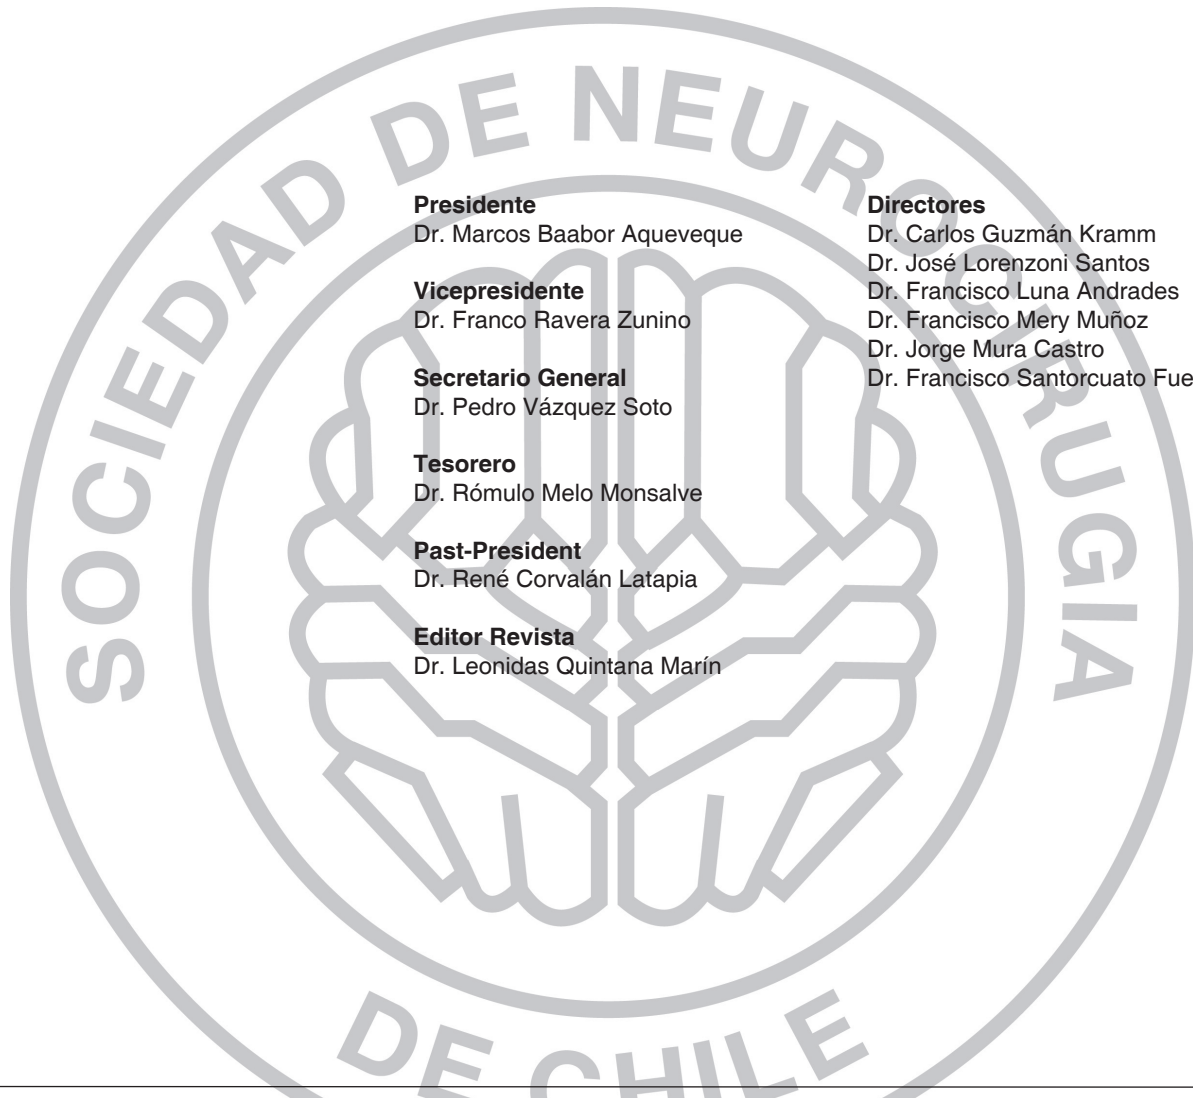 SOCIEDAD DE NEUROCIRUGIA
DE CHILE
Presidente
Dr. Marcos Baabor Aqueveque
Vicepresidente
Dr. Franco Ravera Zunino
Secretario General
Dr. Pedro Vázquez Soto
Tesorero
Dr. Rómulo Melo Monsalve
Past-President
Dr. René Corvalán Latapia
Editor Revista
Dr. Leonidas Quintana Marín
Directores
Dr. Carlos Guzmán Kramm
Dr. José Lorenzoni Santos
Dr. Francisco Luna Andrades
Dr. Francisco Mery Muñoz
Dr. Jorge Mura Castro
Dr. Francisco Santorcuato